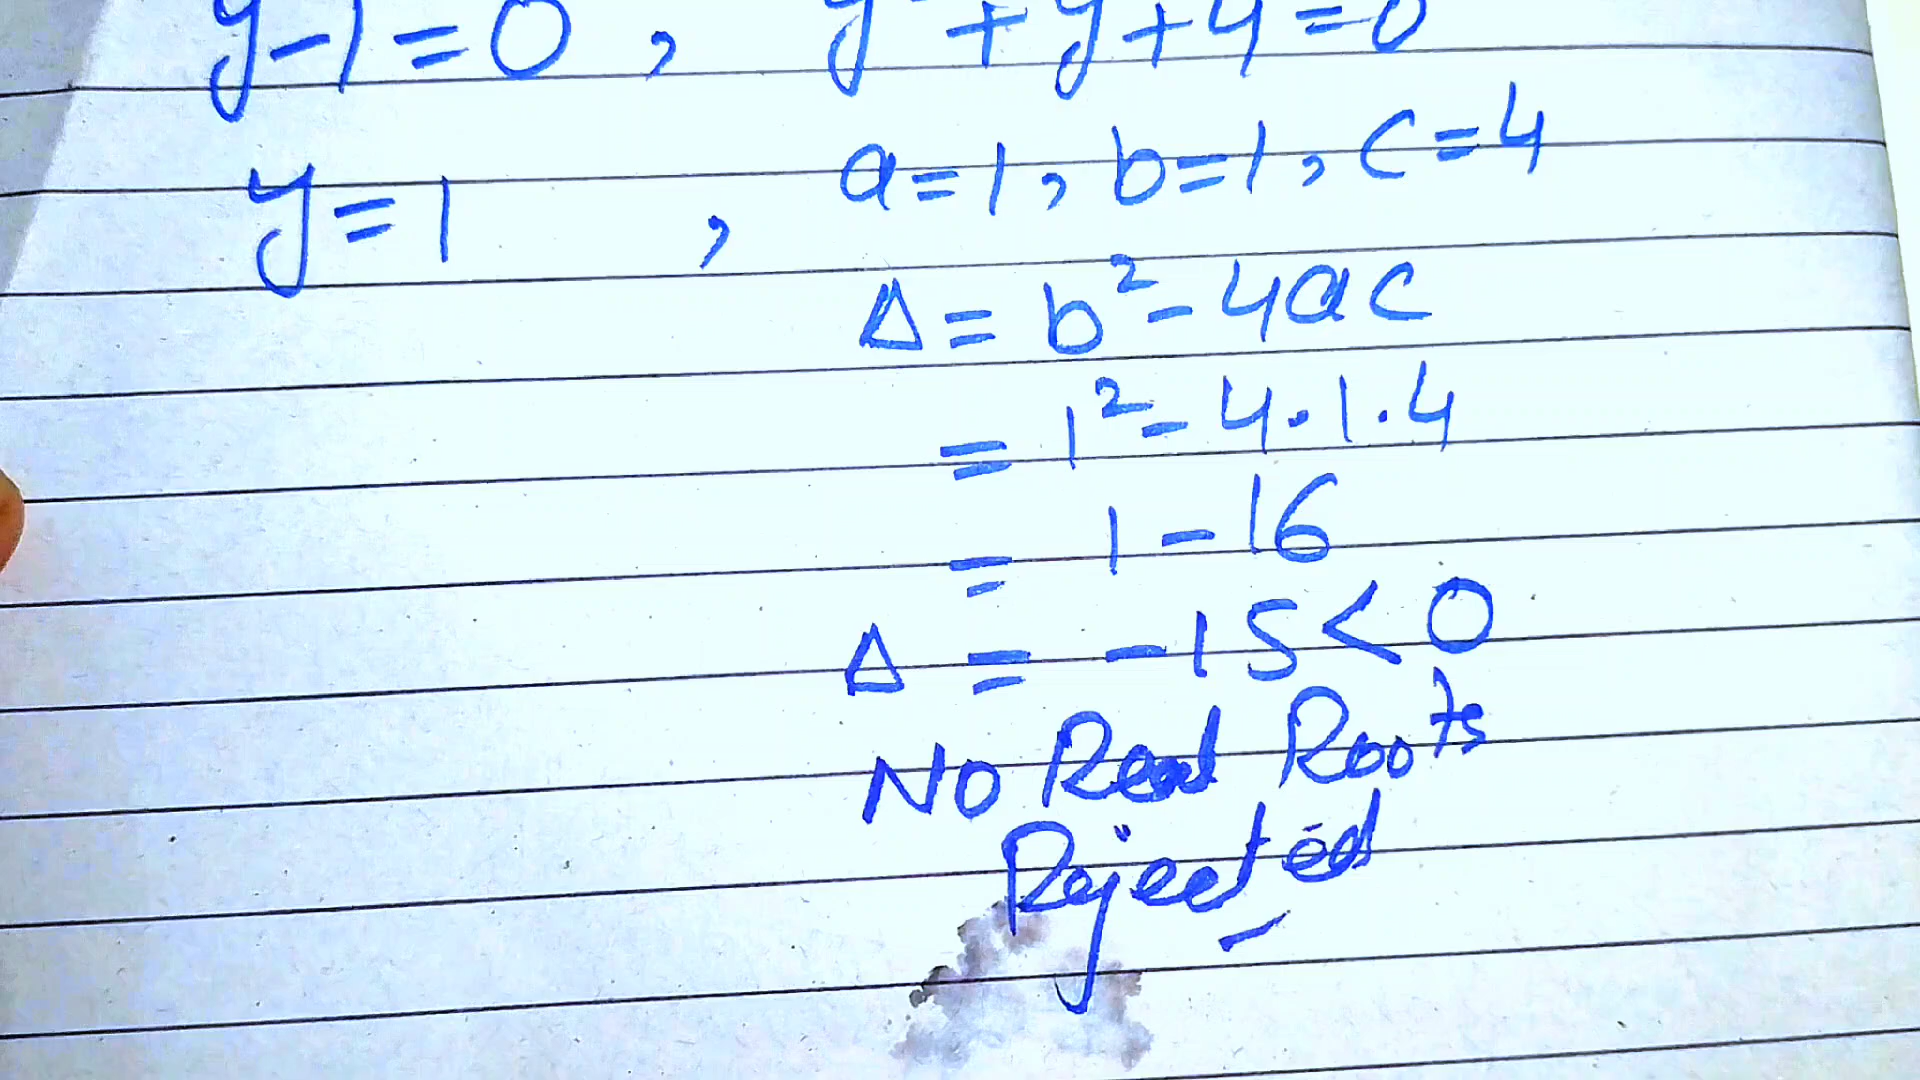 y-1=0, y²+y+4=0
y=1, a=1, b=1, c=4
Δ= b²-4ac
= 1²-4·1·4
= 1-16
Δ = -15<0
No Real Roots
Rejected